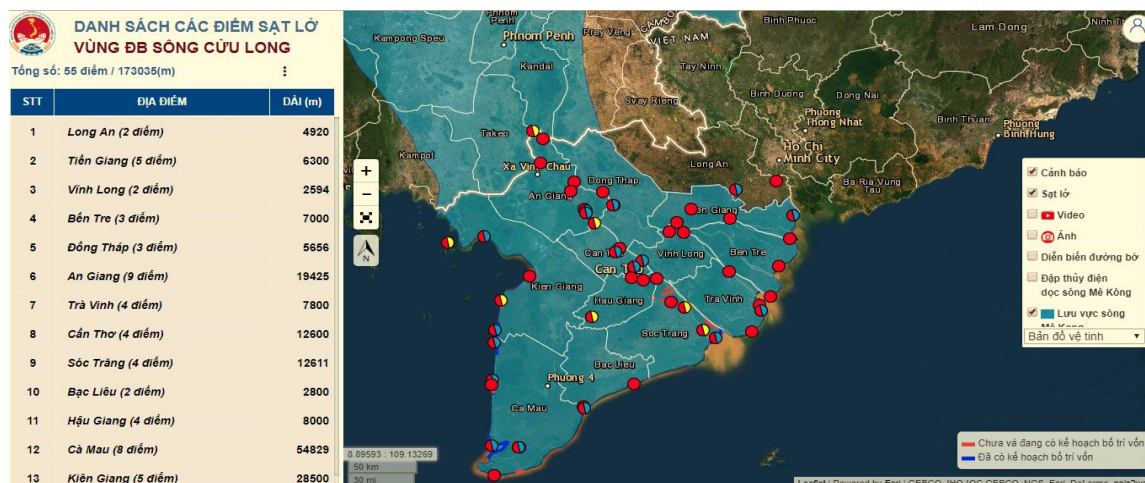 DANH SÁCH CÁC ĐIỂM SẠT LỞ
VÙNG ĐB SÔNG CỬU LONG
Tổng số: 55 điểm / 173035(m)
STT ĐỊA ĐIỂM DÀI (m)
1 Long An (2 điểm) 4920
2 Tiền Giang (5 điểm) 6300
3 Vĩnh Long (2 điểm) 2594
4 Bến Tre (3 điểm) 7000
5 Đồng Tháp (3 điểm) 5656
6 An Giang (9 điểm) 19425
7 Trà Vinh (4 điểm) 7800
8 Cần Thơ (4 điểm) 12600
9 Sóc Trăng (4 điểm) 12611
10 Bạc Liêu (2 điểm) 2800
11 Hậu Giang (4 điểm) 8000
12 Cà Mau (8 điểm) 54829
13 Kiên Giang (5 điểm) 28500
Phnom
Penh
Kampong Speu
Phnom Penh
Prey Veng
VIET NAM
Kandal
Tay Ninh
Binh Phuoc
Lam Dong
Svay Rieng
Binh Duong
Dong Nai
Phuong
Thong Nhat
Binh Thuan
Phuong
Binh Hung
Takeo
Kampot
Ho Chi
Minh City
Xa Vinh Chau
Long An
Ba Ria Vung
Tau
An Giang
Dong Thap
Ben Tre
Vinh Long
Can Tho
Kien Giang
Hau Giang
Tra Vinh
Soc Trang
Bac Lieu
Phuong 4
Ca Mau
+
−
N
Cảnh báo
Sạt lở
Video
Ảnh
Diễn biến đường bờ
Đập thủy điện
dọc sông Mê Kông
Lưu vực sông
Mê Kong
Bản đồ vệ tinh
Chưa và đang có kế hoạch bố trí vốn
Đã có kế hoạch bố trí vốn
8.89593 : 109.13269
50 km
30 mi